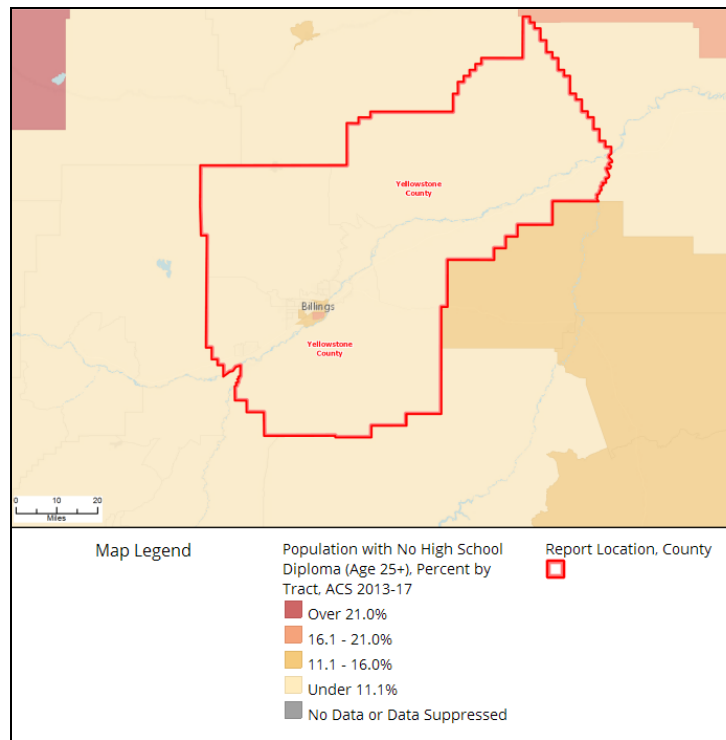 Yellowstone
County
Billings
Yellowstone
County
0 10 20
Miles
Map Legend
Population with No High School
Diploma (Age 25+), Percent by
Tract, ACS 2013-17
Over 21.0%
16.1 - 21.0%
11.1 - 16.0%
Under 11.1%
No Data or Data Suppressed
Report Location, County